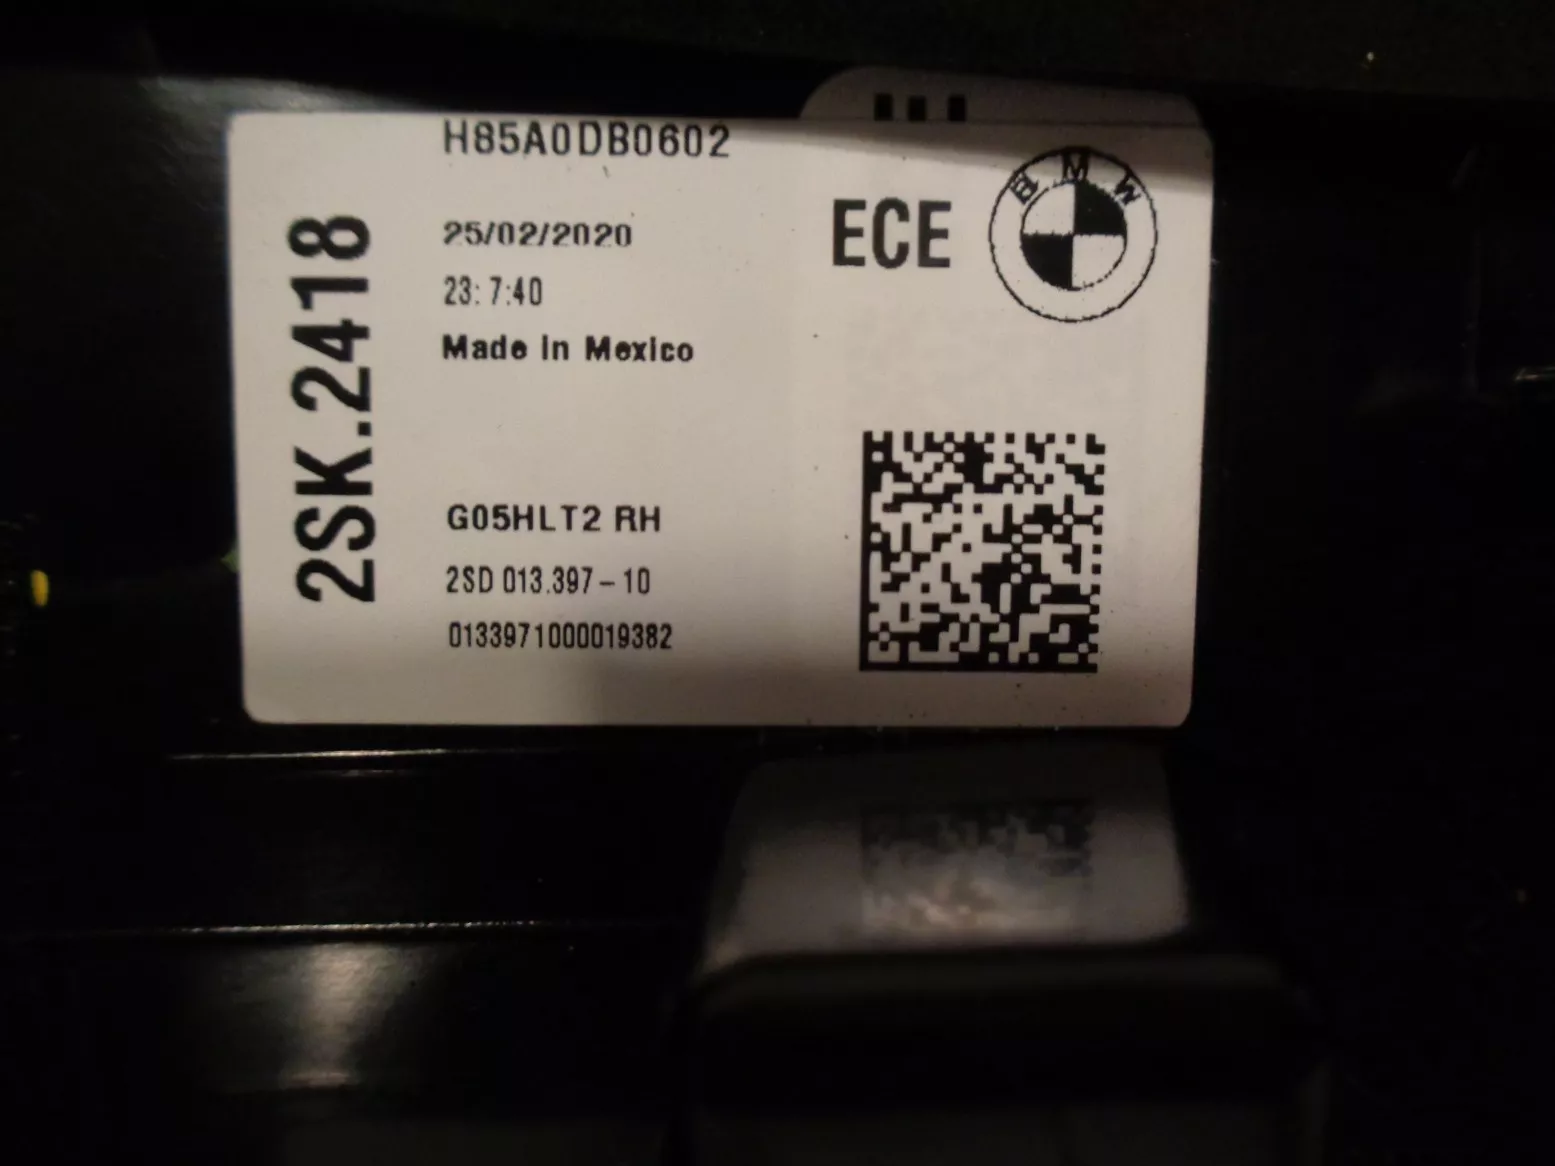 H85A0DB0602
25/02/2020
23: 7:40
Made in Mexico
ECE
BMW
2SK.2418
G05HLT2 RH
2SD 013.397-10
0133971000019382